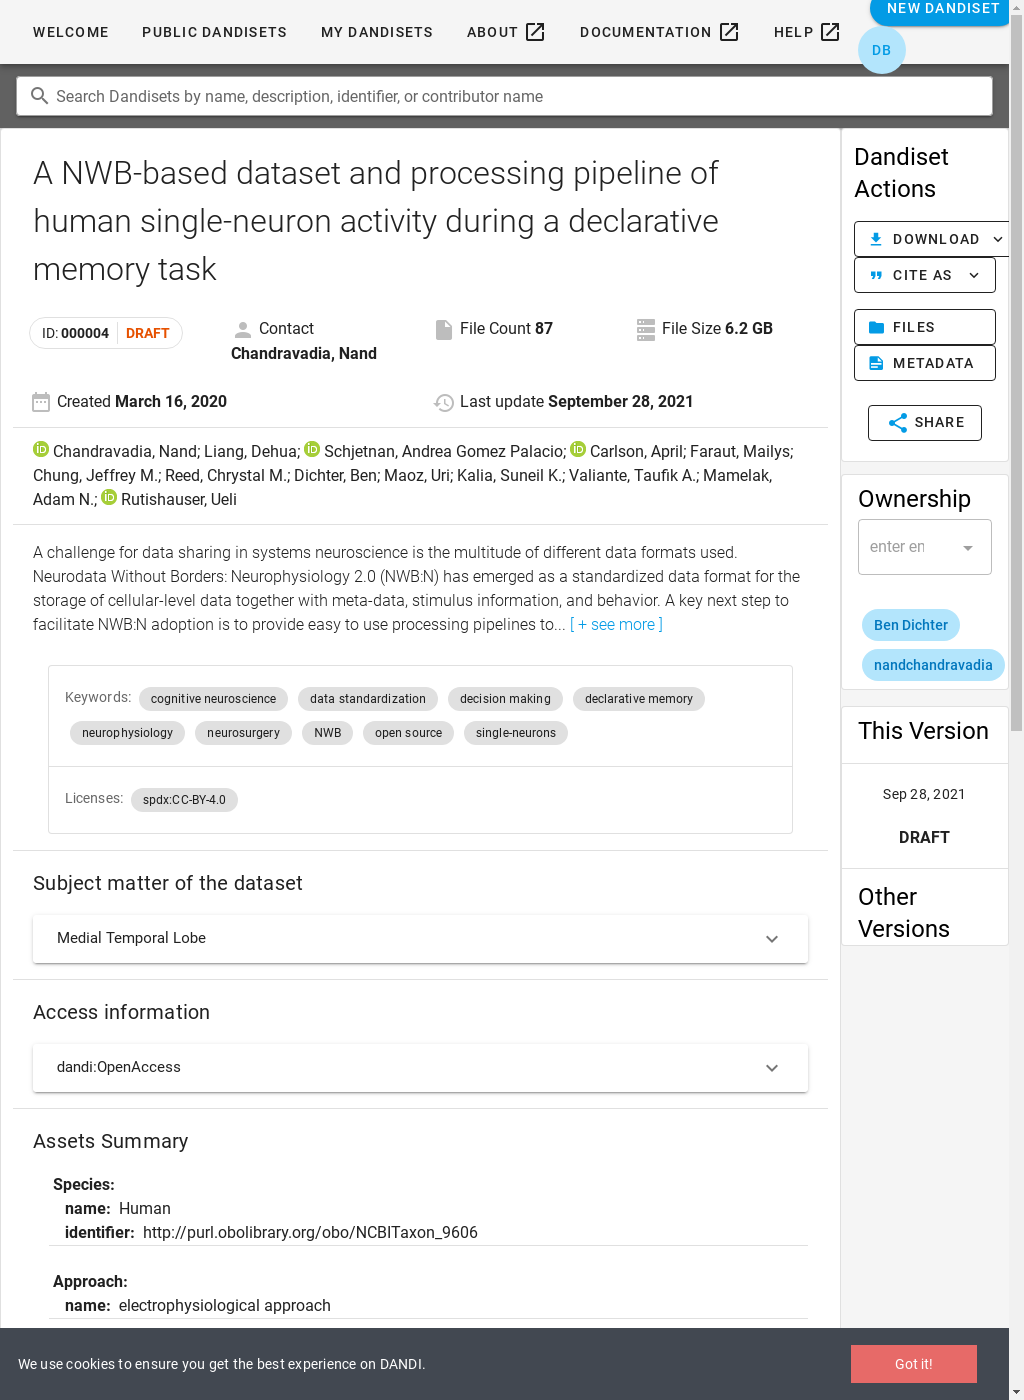 WELCOME PUBLIC DANDISETS MY DANDISETS ABOUT DOCUMENTATION HELP NEW DANDISET
DB
Search Dandisets by name, description, identifier, or contributor name
A NWB-based dataset and processing pipeline of
human single-neuron activity during a declarative
memory task
ID: 000004 DRAFT
Contact
Chandravadia, Nand
File Count 87
File Size 6.2 GB
Created March 16, 2020
Last update September 28, 2021
iD Chandravadia, Nand; Liang, Dehua; iD Schjetnan, Andrea Gomez Palacio; iD Carlson, April; Faraut, Mailys;
Chung, Jeffrey M.; Reed, Chrystal M.; Dichter, Ben; Maoz, Uri; Kalia, Suneil K.; Valiante, Taufik A.; Mamelak,
Adam N.; iD Rutishauser, Ueli
A challenge for data sharing in systems neuroscience is the multitude of different data formats used.
Neurodata Without Borders: Neurophysiology 2.0 (NWB:N) has emerged as a standardized data format for the
storage of cellular-level data together with meta-data, stimulus information, and behavior. A key next step to
facilitate NWB:N adoption is to provide easy to use processing pipelines to... [ + see more ]
Keywords: cognitive neuroscience data standardization decision making declarative memory
neurophysiology neurosurgery NWB open source single-neurons
Licenses: spdx:CC-BY-4.0
Subject matter of the dataset
Medial Temporal Lobe
Access information
dandi:OpenAccess
Assets Summary
Species:
name: Human
identifier: http://purl.obolibrary.org/obo/NCBITaxon_9606
Approach:
name: electrophysiological approach
Dandiset
Actions
DOWNLOAD
CITE AS
FILES
METADATA
SHARE
Ownership
enter en
Ben Dichter
nandchandravadia
This Version
Sep 28, 2021
DRAFT
Other
Versions
We use cookies to ensure you get the best experience on DANDI.
Got it!